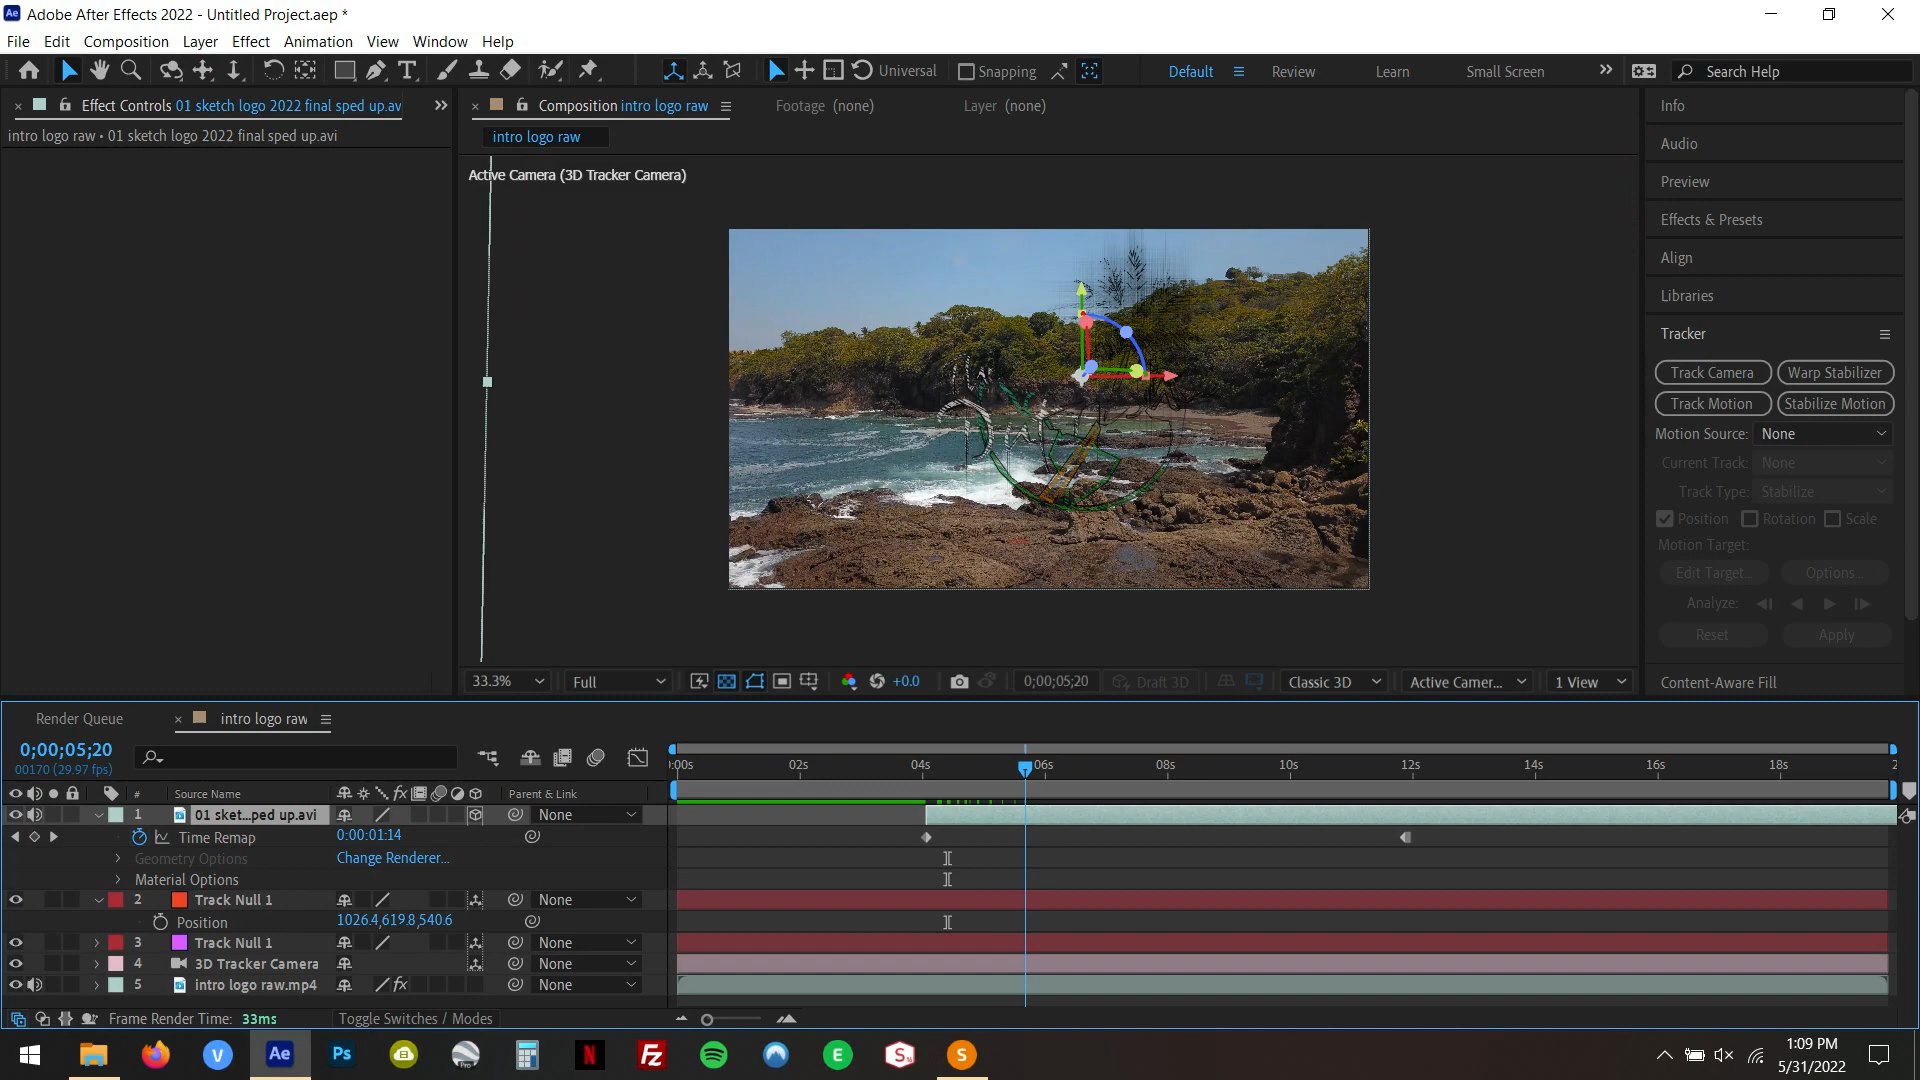 Adobe After Effects 2022 - Untitled Project.aep *
File Edit Composition Layer Effect Animation View Window Help
Universal Snapping Default Review Learn Small Screen Search Help
Effect Controls 01 sketch logo 2022 final sped up.av
Composition intro logo raw
Footage (none)
Layer (none)
intro logo raw • 01 sketch logo 2022 final sped up.avi
intro logo raw
Active Camera (3D Tracker Camera)
Info
Audio
Preview
Effects & Presets
Align
Libraries
Tracker
Track Camera Warp Stabilizer
Track Motion Stabilize Motion
Motion Source: None
Current Track: None
Track Type: Stabilize
Position Rotation Scale
Motion Target:
Edit Target... Options...
Analyze:
Reset Apply
Content-Aware Fill
33.3% Full +0.0 0;00;05;20 Draft 3D Classic 3D Active Camer... 1 View
Render Queue
intro logo raw
0;00;05;20
00170 (29.97 fps)
:00s 02s 04s 06s 08s 10s 12s 14s 16s 18s 2
# Source Name Parent & Link
1 01 sket...ped up.avi None
Time Remap 0:00:01:14
Geometry Options Change Renderer...
Material Options
2 Track Null 1 None
Position 1026.4,619.8,540.6
3 Track Null 1 None
4 3D Tracker Camera None
5 intro logo raw.mp4 None
Frame Render Time: 33ms Toggle Switches / Modes
1:09 PM
5/31/2022